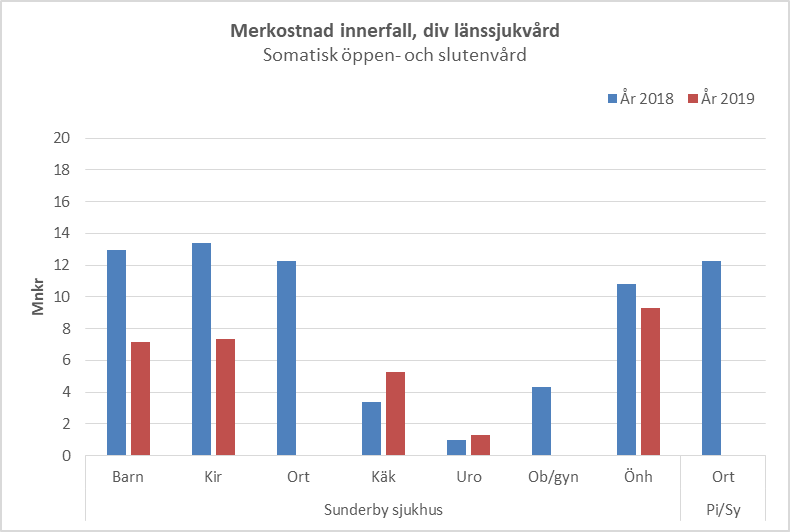 Merkostnad innerfall, div länssjukvård
Somatisk öppen- och slutenvård
År 2018 År 2019
20
18
16
14
12
10
8
6
4
2
0
Mnkr
Barn Kir Ort Käk Uro Ob/gyn Önh Ort
Sunderby sjukhus Pi/Sy